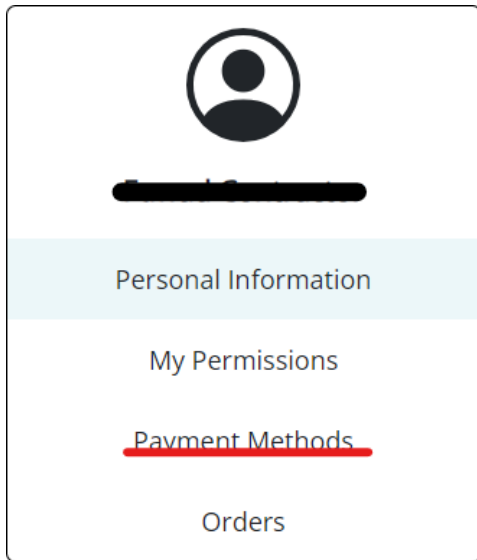 Personal Information
My Permissions
Payment Methods
Orders